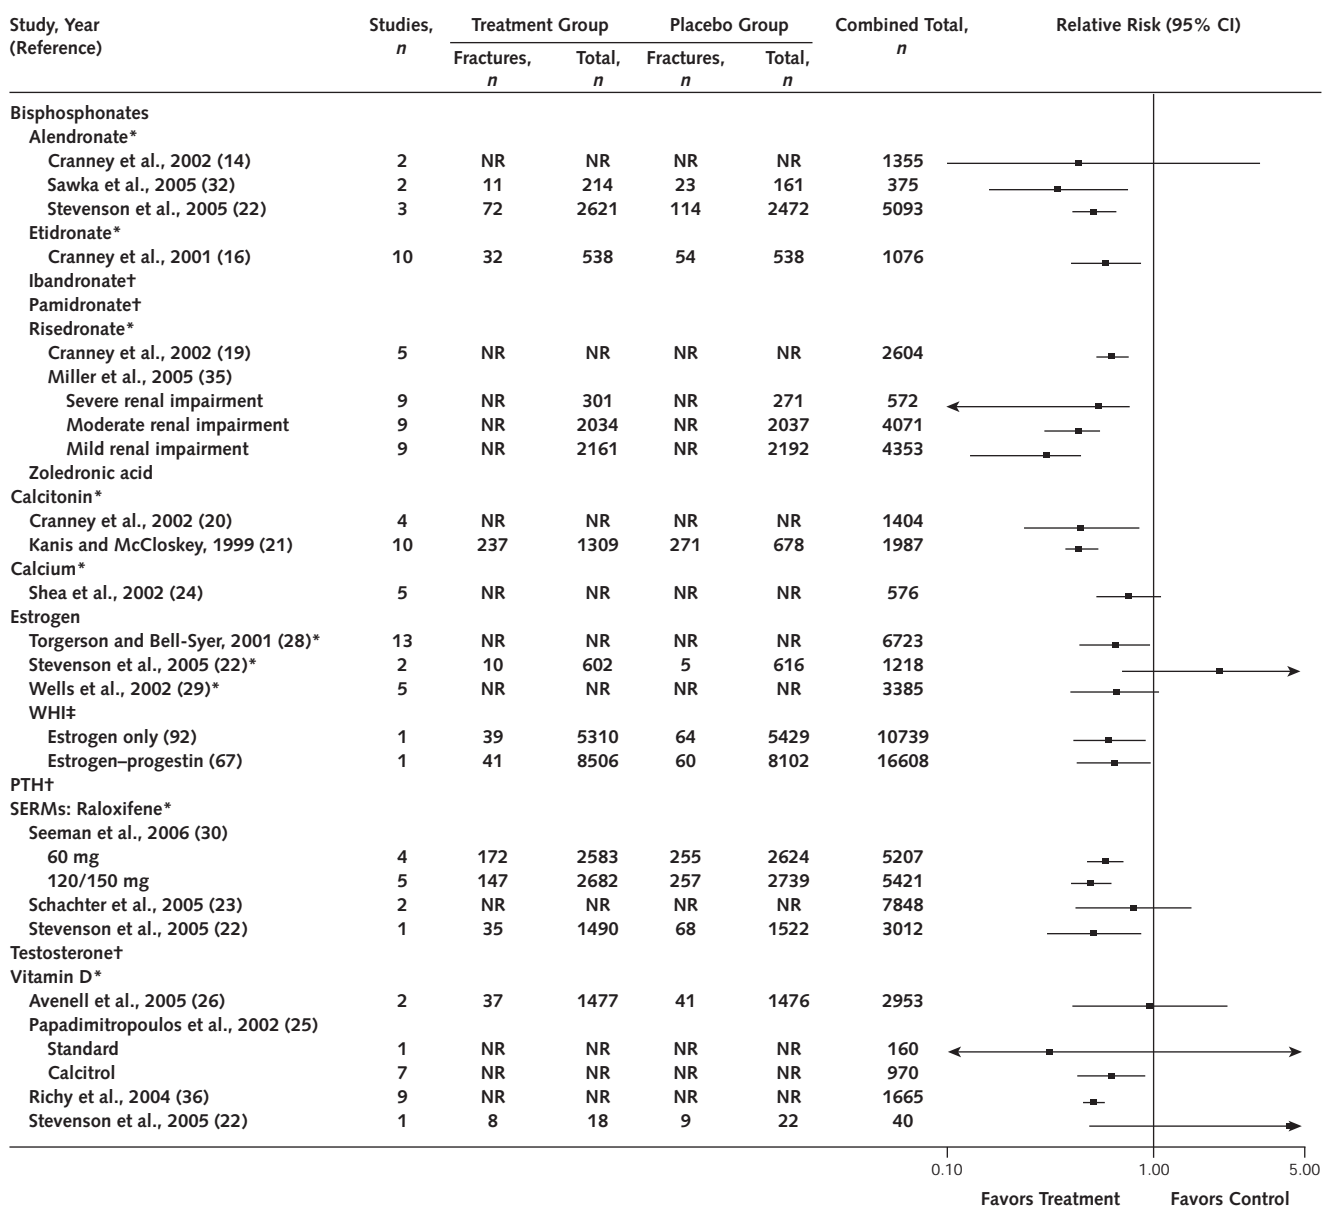 Study, Year Studies, Treatment Group Placebo Group Combined Total, Relative Risk (95% CI)
(Reference) n n
Fractures, Total, Fractures, Total,
n n n n
Bisphosphonates
Alendronate*
Cranney et al., 2002 (14) 2 NR NR NR NR 1355
Sawka et al., 2005 (32) 2 11 214 23 161 375
Stevenson et al., 2005 (22) 3 72 2621 114 2472 5093
Etidronate*
Cranney et al., 2001 (16) 10 32 538 54 538 1076
Ibandronate†
Pamidronate†
Risedronate*
Cranney et al., 2002 (19) 5 NR NR NR NR 2604
Miller et al., 2005 (35)
Severe renal impairment 9 NR 301 NR 271 572
Moderate renal impairment 9 NR 2034 NR 2037 4071
Mild renal impairment 9 NR 2161 NR 2192 4353
Zoledronic acid
Calcitonin*
Cranney et al., 2002 (20) 4 NR NR NR NR 1404
Kanis and McCloskey, 1999 (21) 10 237 1309 271 678 1987
Calcium*
Shea et al., 2002 (24) 5 NR NR NR NR 576
Estrogen
Torgerson and Bell-Syer, 2001 (28)* 13 NR NR NR NR 6723
Stevenson et al., 2005 (22)* 2 10 602 5 616 1218
Wells et al., 2002 (29)* 5 NR NR NR NR 3385
WHI‡
Estrogen only (92) 1 39 5310 64 5429 10739
Estrogen–progestin (67) 1 41 8506 60 8102 16608
PTH†
SERMs: Raloxifene*
Seeman et al., 2006 (30)
60 mg 4 172 2583 255 2624 5207
120/150 mg 5 147 2682 257 2739 5421
Schachter et al., 2005 (23) 2 NR NR NR NR 7848
Stevenson et al., 2005 (22) 1 35 1490 68 1522 3012
Testosterone†
Vitamin D*
Avenell et al., 2005 (26) 2 37 1477 41 1476 2953
Papadimitropoulos et al., 2002 (25)
Standard 1 NR NR NR NR 160
Calcitrol 7 NR NR NR NR 970
Richy et al., 2004 (36) 9 NR NR NR NR 1665
Stevenson et al., 2005 (22) 1 8 18 9 22 40
0.10 1.00 5.00
Favors Treatment Favors Control